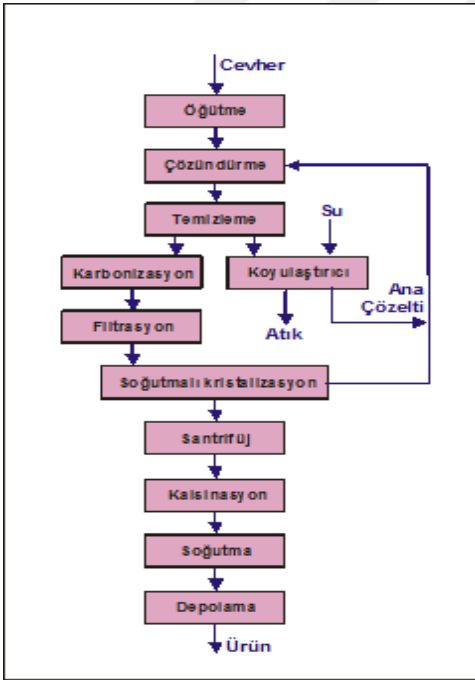 Cevher
Öğütme
Çözündürme
Temizleme
Su
Karbonizasyon
Koyulaştırıcı
Ana
Çözelti
Filtrasyon
Atık
Soğutmalı kristalizasyon
Santrifüj
Kalsinasyon
Soğutma
Depolama
Ürün